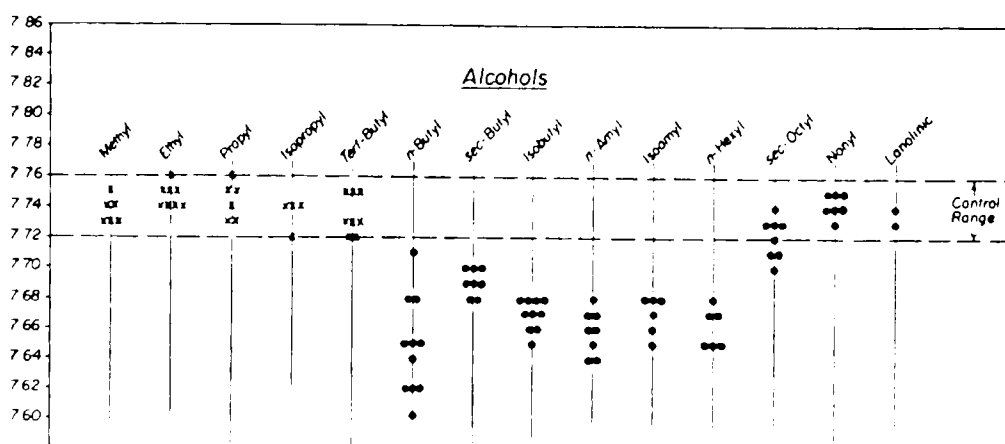 7 86
7 84
7 82
7 80
7 78
7 76
7 74
7 72
7 70
7 68
7 66
7 64
7 62
7 60
Alcohols
Methyl
Ethyl
Propyl
Isopropyl
Tert-Butyl
n-Butyl
sec-Butyl
Isobutyl
n-Amyl
Isoamyl
n-Hexyl
sec-Octyl
Nonyl
Lanolinic
Control
Range